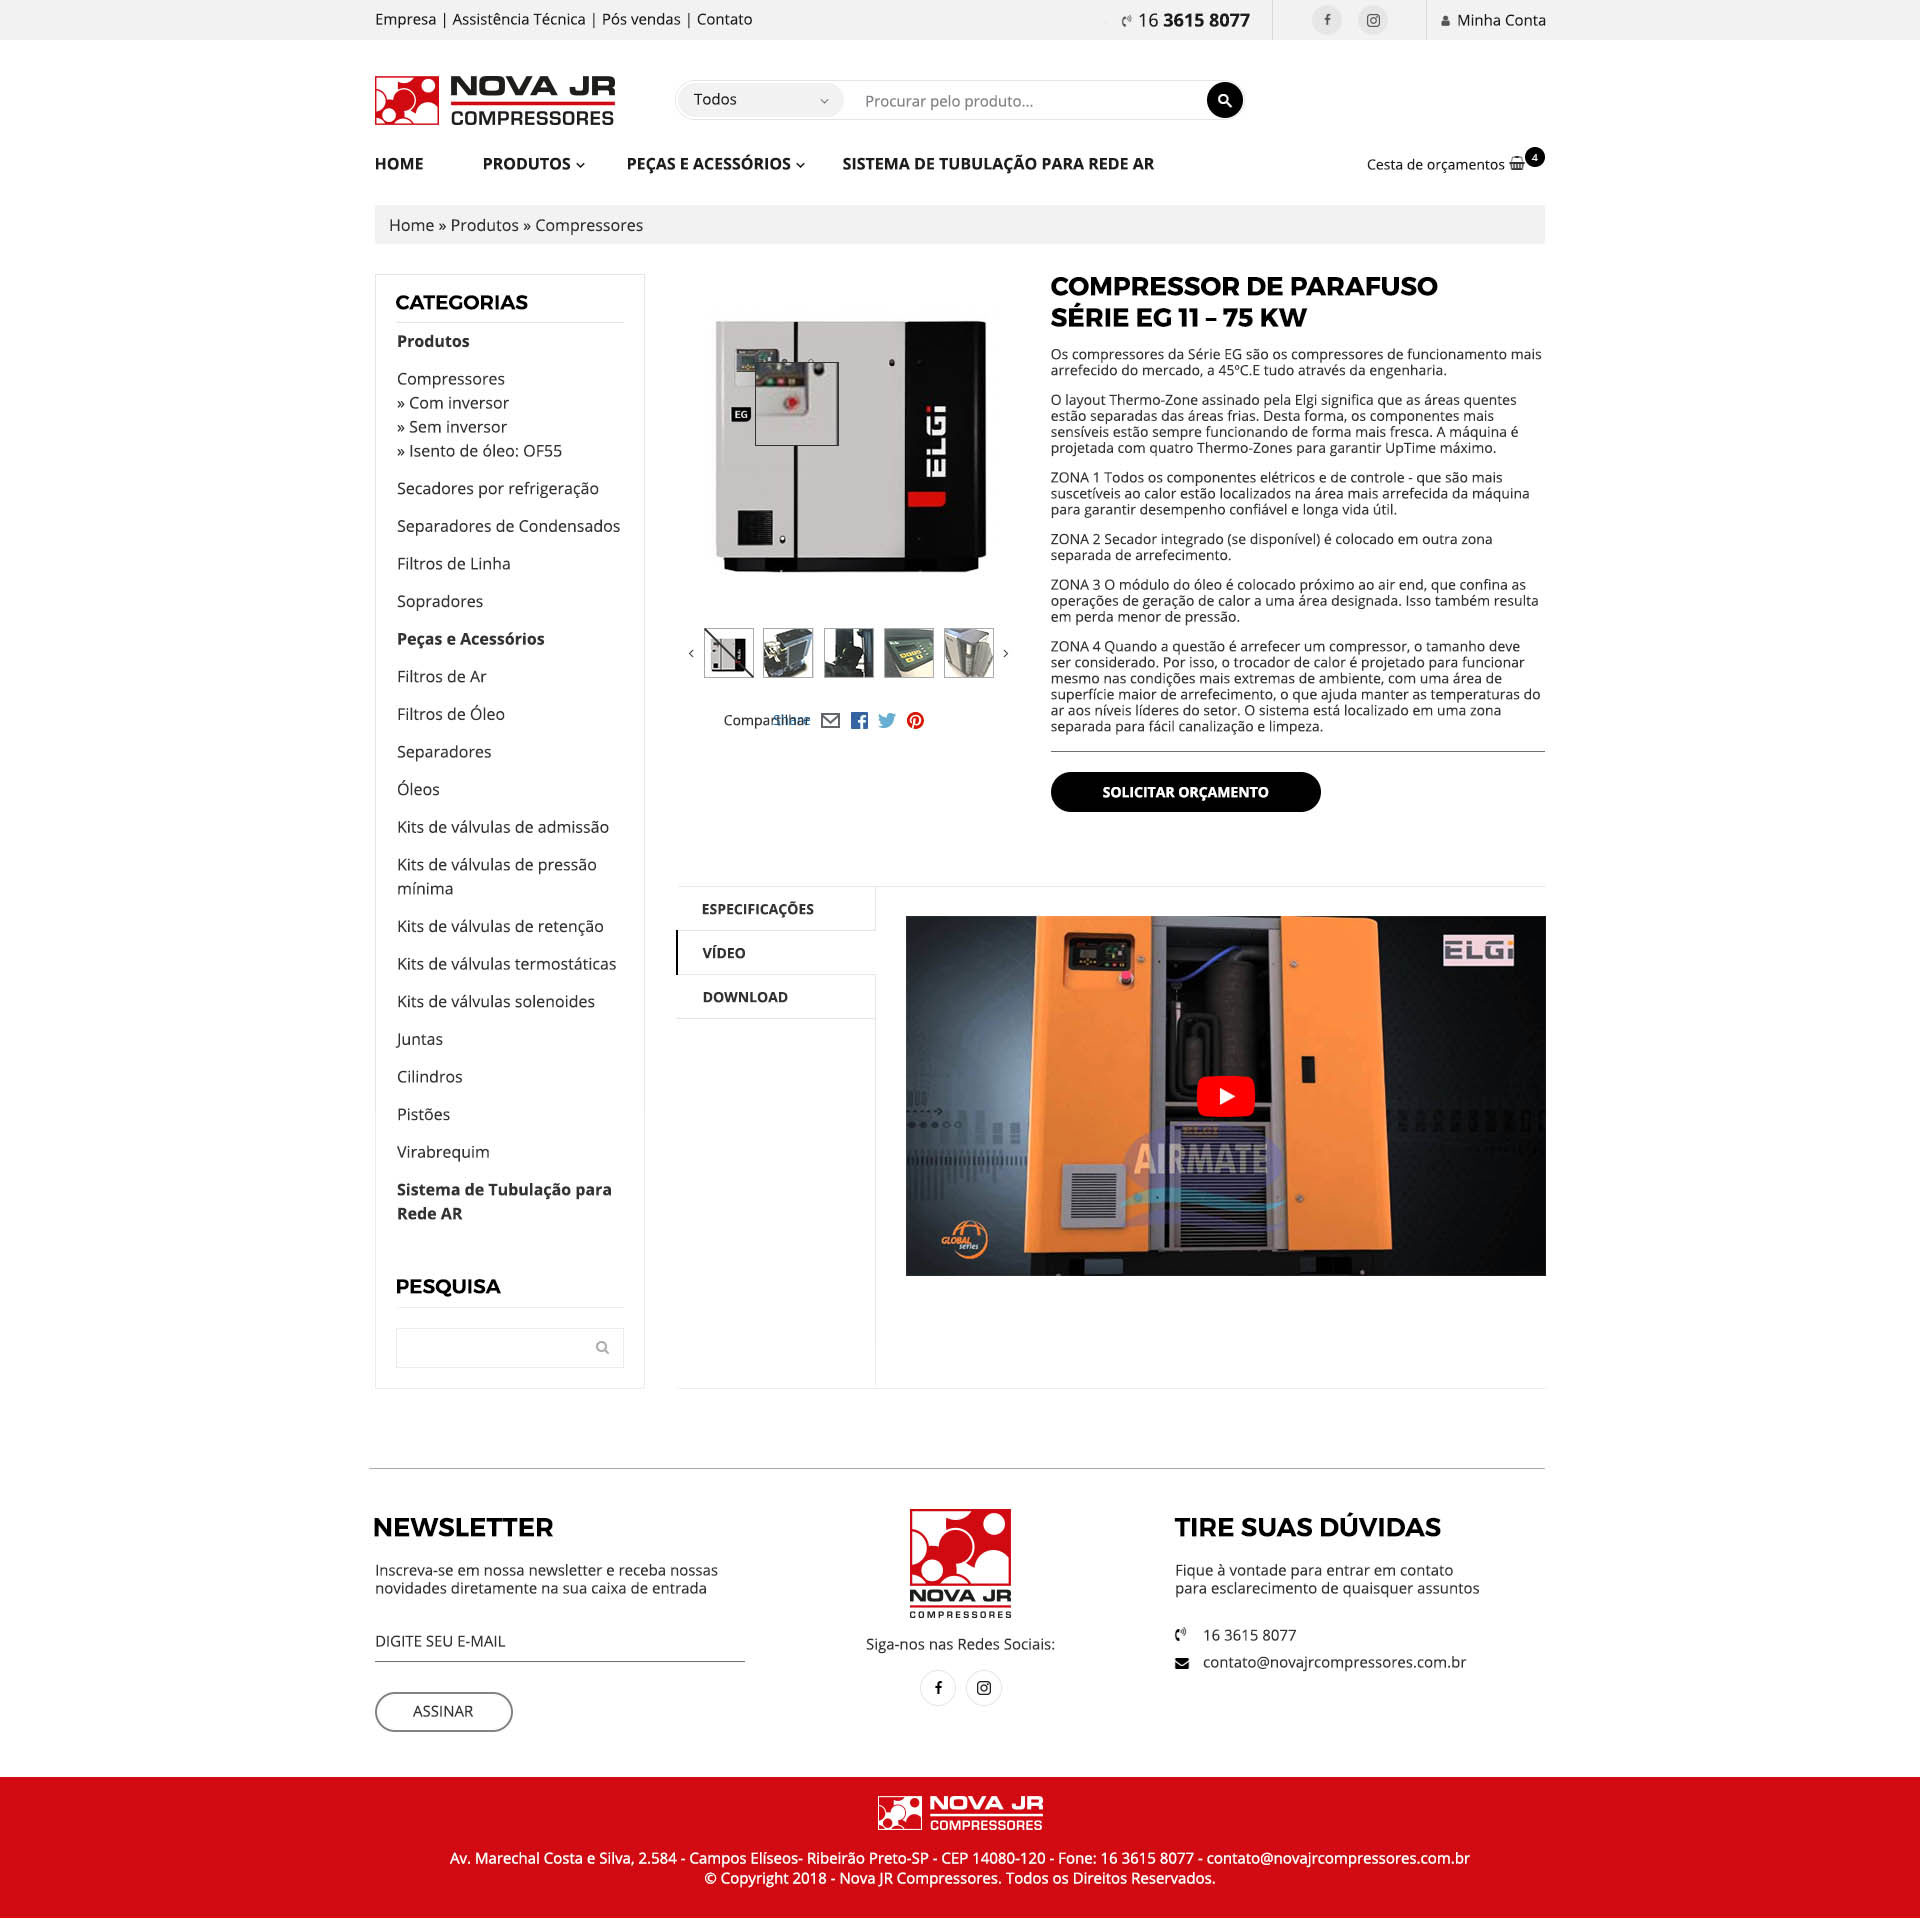 Empresa | Assistência Técnica | Pós vendas | Contato
16 3615 8077
Minha Conta
NOVA JR
COMPRESSORES
Todos
Procurar pelo produto...
HOME
PRODUTOS
PEÇAS E ACESSÓRIOS
SISTEMA DE TUBULAÇÃO PARA REDE AR
Cesta de orçamentos
4
Home » Produtos » Compressores
CATEGORIAS
Produtos
Compressores
» Com inversor
» Sem inversor
» Isento de óleo: OF55
Secadores por refrigeração
Separadores de Condensados
Filtros de Linha
Sopradores
Peças e Acessórios
Filtros de Ar
Filtros de Óleo
Separadores
Óleos
Kits de válvulas de admissão
Kits de válvulas de pressão
mínima
Kits de válvulas de retenção
Kits de válvulas termostáticas
Kits de válvulas solenoides
Juntas
Cilindros
Pistões
Virabrequim
Sistema de Tubulação para
Rede AR
PESQUISA
EG
ELGi
Compartilhar
Share
COMPRESSOR DE PARAFUSO
SÉRIE EG 11 – 75 KW
Os compressores da Série EG são os compressores de funcionamento mais
arrefecido do mercado, a 45ºC.E tudo através da engenharia.
O layout Thermo-Zone assinado pela Elgi significa que as áreas quentes
estão separadas das áreas frias. Desta forma, os componentes mais
sensíveis estão sempre funcionando de forma mais fresca. A máquina é
projetada com quatro Thermo-Zones para garantir UpTime máximo.
ZONA 1 Todos os componentes elétricos e de controle - que são mais
suscetíveis ao calor estão localizados na área mais arrefecida da máquina
para garantir desempenho confiável e longa vida útil.
ZONA 2 Secador integrado (se disponível) é colocado em outra zona
separada de arrefecimento.
ZONA 3 O módulo do óleo é colocado próximo ao air end, que confina as
operações de geração de calor a uma área designada. Isso também resulta
em perda menor de pressão.
ZONA 4 Quando a questão é arrefecer um compressor, o tamanho deve
ser considerado. Por isso, o trocador de calor é projetado para funcionar
mesmo nas condições mais extremas de ambiente, com uma área de
superfície maior de arrefecimento, o que ajuda manter as temperaturas do
ar aos níveis líderes do setor. O sistema está localizado em uma zona
separada para fácil canalização e limpeza.
SOLICITAR ORÇAMENTO
ESPECIFICAÇÕES
VÍDEO
DOWNLOAD
ELGi
ELGI
AIRMATE
GLOBAL
series
NEWSLETTER
Inscreva-se em nossa newsletter e receba nossas
novidades diretamente na sua caixa de entrada
DIGITE SEU E-MAIL
ASSINAR
NOVA JR
COMPRESSORES
Siga-nos nas Redes Sociais:
TIRE SUAS DÚVIDAS
Fique à vontade para entrar em contato
para esclarecimento de quaisquer assuntos
16 3615 8077
contato@novajrcompressores.com.br
NOVA JR
COMPRESSORES
Av. Marechal Costa e Silva, 2.584 - Campos Elíseos- Ribeirão Preto-SP - CEP 14080-120 - Fone: 16 3615 8077 - contato@novajrcompressores.com.br
© Copyright 2018 - Nova JR Compressores. Todos os Direitos Reservados.